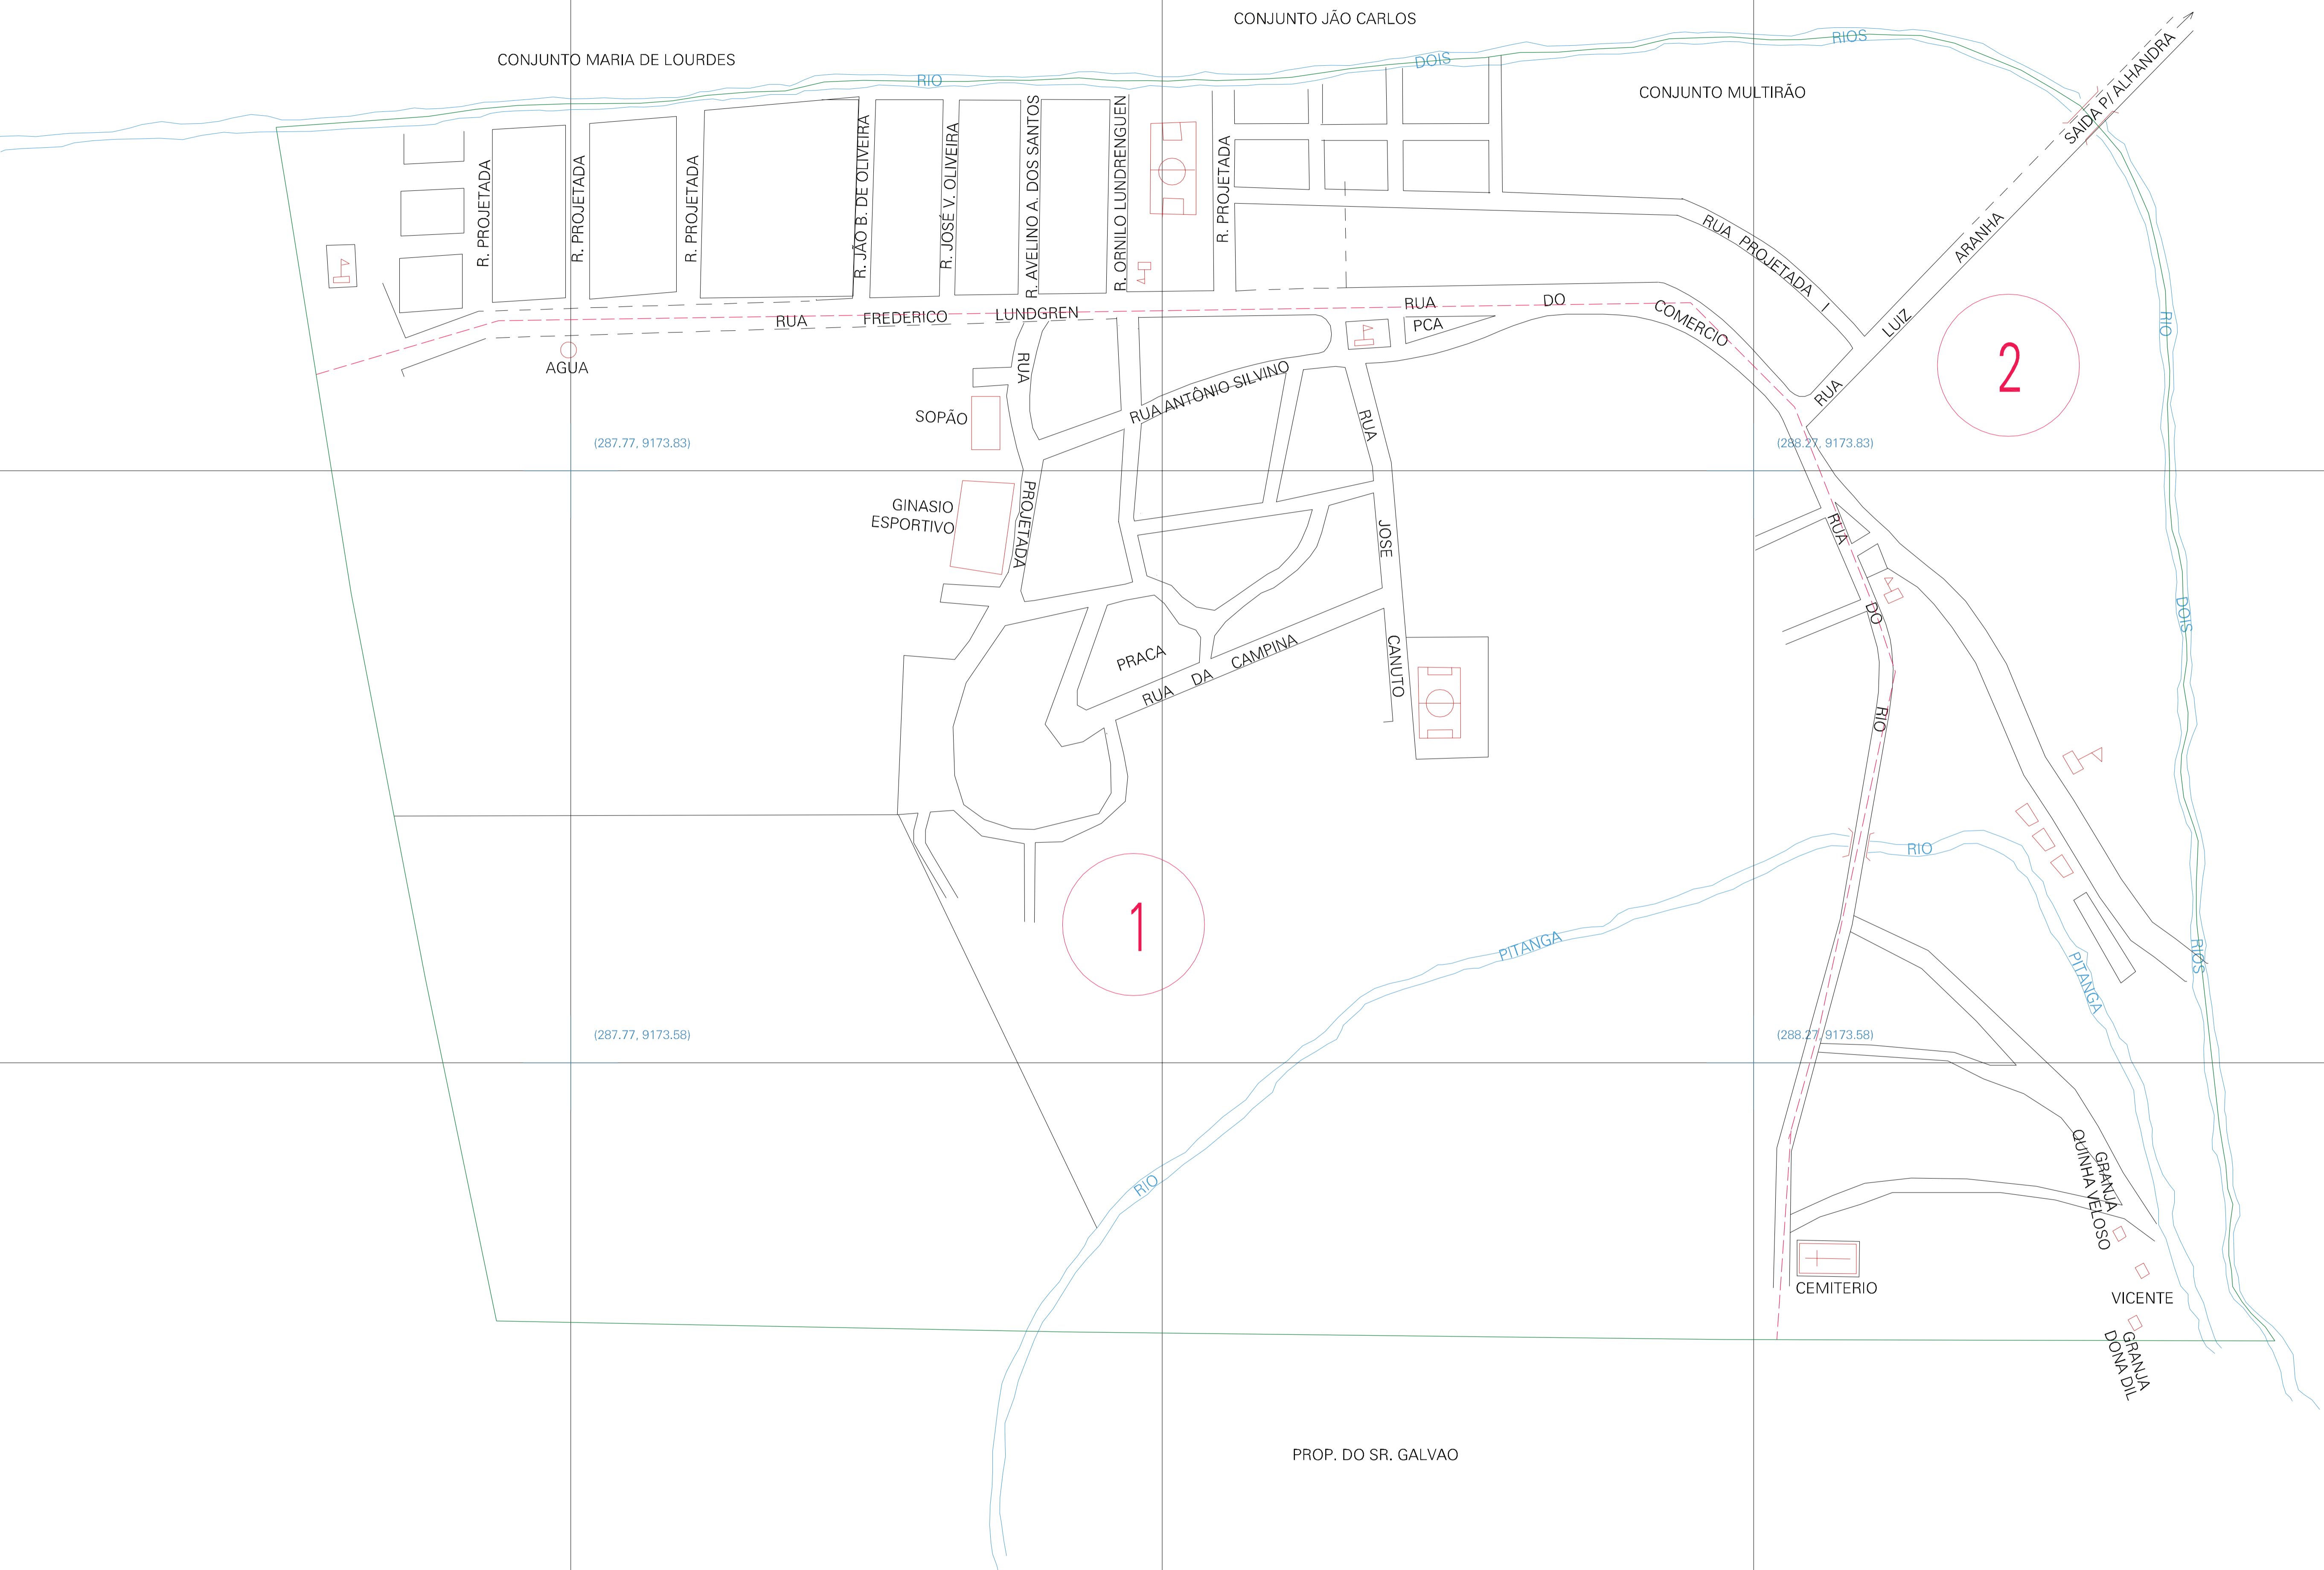 CONJUNTO JÃO CARLOS
CONJUNTO MARIA DE LOURDES
RIO DOIS RIOS
CONJUNTO MULTIRÃO
SAIDA P/ ALHANDRA
R. PROJETADA
R. PROJETADA
R. PROJETADA
R. JÃO B. DE OLIVEIRA
R. JOSÉ V. OLIVEIRA
R. AVELINO A. DOS SANTOS
R. ORNILO LUNDRENGUEN
R. PROJETADA
RUA PROJETADA I
RUA LUIZ ARANHA
RUA FREDERICO LUNDGREN
RUA DO COMERCIO
PCA
AGUA
RUA PROJETADA
RUA ANTÔNIO SILVINO
SOPÃO
RUA JOSE CANUTO
2
RIO DOIS RIOS
(287.77, 9173.83)
(288.27, 9173.83)
GINASIO
ESPORTIVO
RUA DO RIO
PRACA
RUA DA CAMPINA
1
RIO PITANGA
RIO PITANGA
(287.77, 9173.58)
(288.27, 9173.58)
GRANJA
QUINHA VELOSO
CEMITERIO
VICENTE
GRANJA
DONA DIL
PROP. DO SR. GALVAO